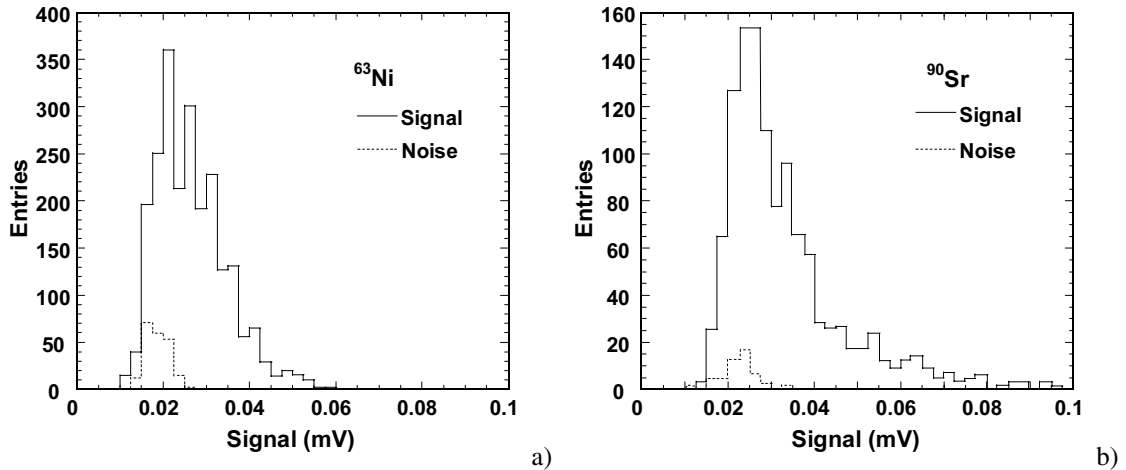 400
350
300
250
200
150
100
50
0
Entries
⁶³Ni
Signal
Noise
0 0.02 0.04 0.06 0.08 0.1
Signal (mV)
a)
160
140
120
100
80
60
40
20
0
Entries
⁹⁰Sr
Signal
Noise
0 0.02 0.04 0.06 0.08 0.1
Signal (mV)
b)